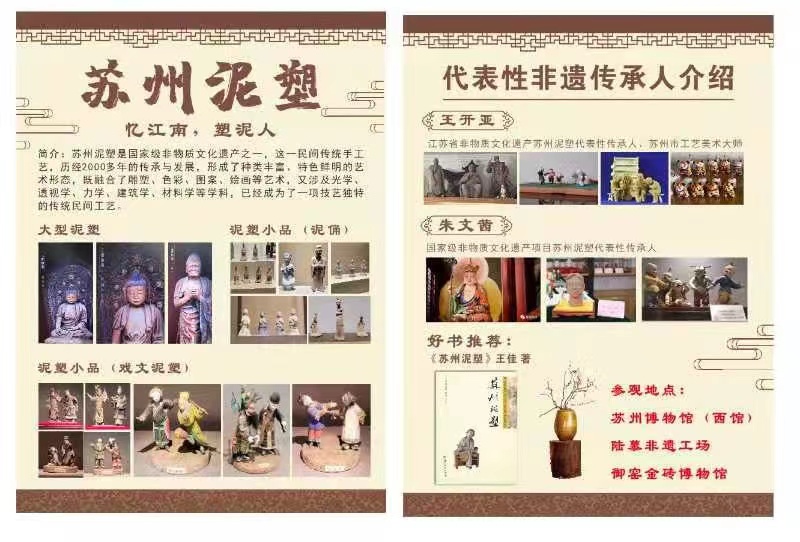 苏州泥塑
忆江南，塑泥人
简介：苏州泥塑是国家级非物质文化遗产之一，这一民间传统手工
艺，历经2000多年的传承与发展，形成了种类丰富、特色鲜明的艺
术形态，既融合了雕塑、色彩、图案、绘画等艺术，又涉及光学、
透视学、力学、建筑学、材料学等学科，已经成为了一项技艺独特
的传统民间工艺。
大型泥塑
泥塑小品（泥俑）
泥塑小品（戏文泥塑）
代表性非遗传承人介绍
王开亚
江苏省非物质文化遗产苏州泥塑代表性传承人、苏州市工艺美术大师
朱文茜
国家级非物质文化遗产项目苏州泥塑代表性传承人
好书推荐：
《苏州泥塑》王佳 著
苏州泥塑
参观地点：
苏州博物馆（西馆）
陆慕非遗工场
御窑金砖博物馆